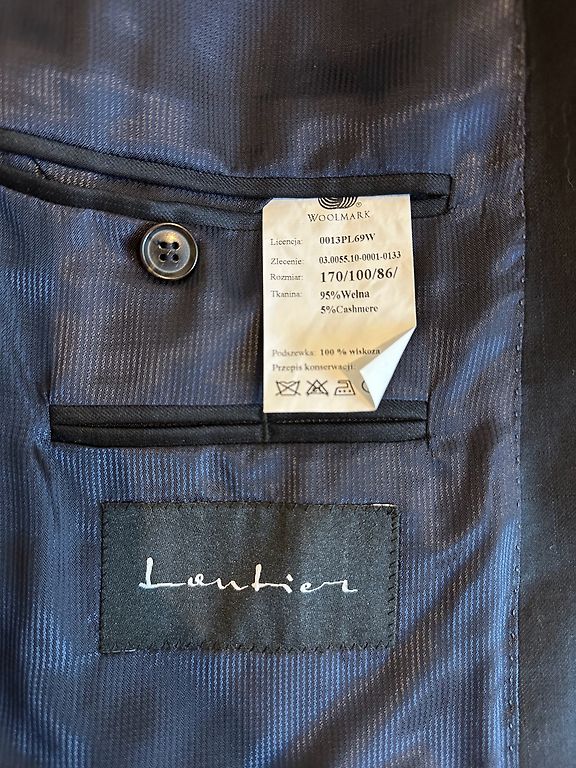 WOOLMARK
Licencja: 0013PL69W
Zlecenie: 03.0055.10-0001-0133
Rozmiar: 170/100/86/
Tkanina: 95%Wełna
5%Cashmere
Podszewka: 100 % wiskoza
Przepis konserwacji:
Lantier